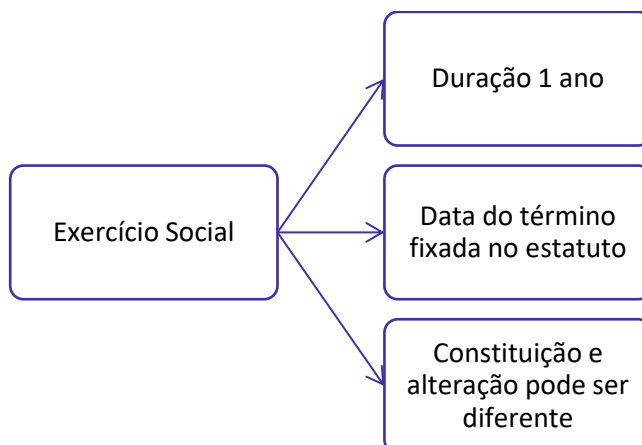 Duração 1 ano
Exercício Social
Data do término
fixada no estatuto
Constituição e
alteração pode ser
diferente